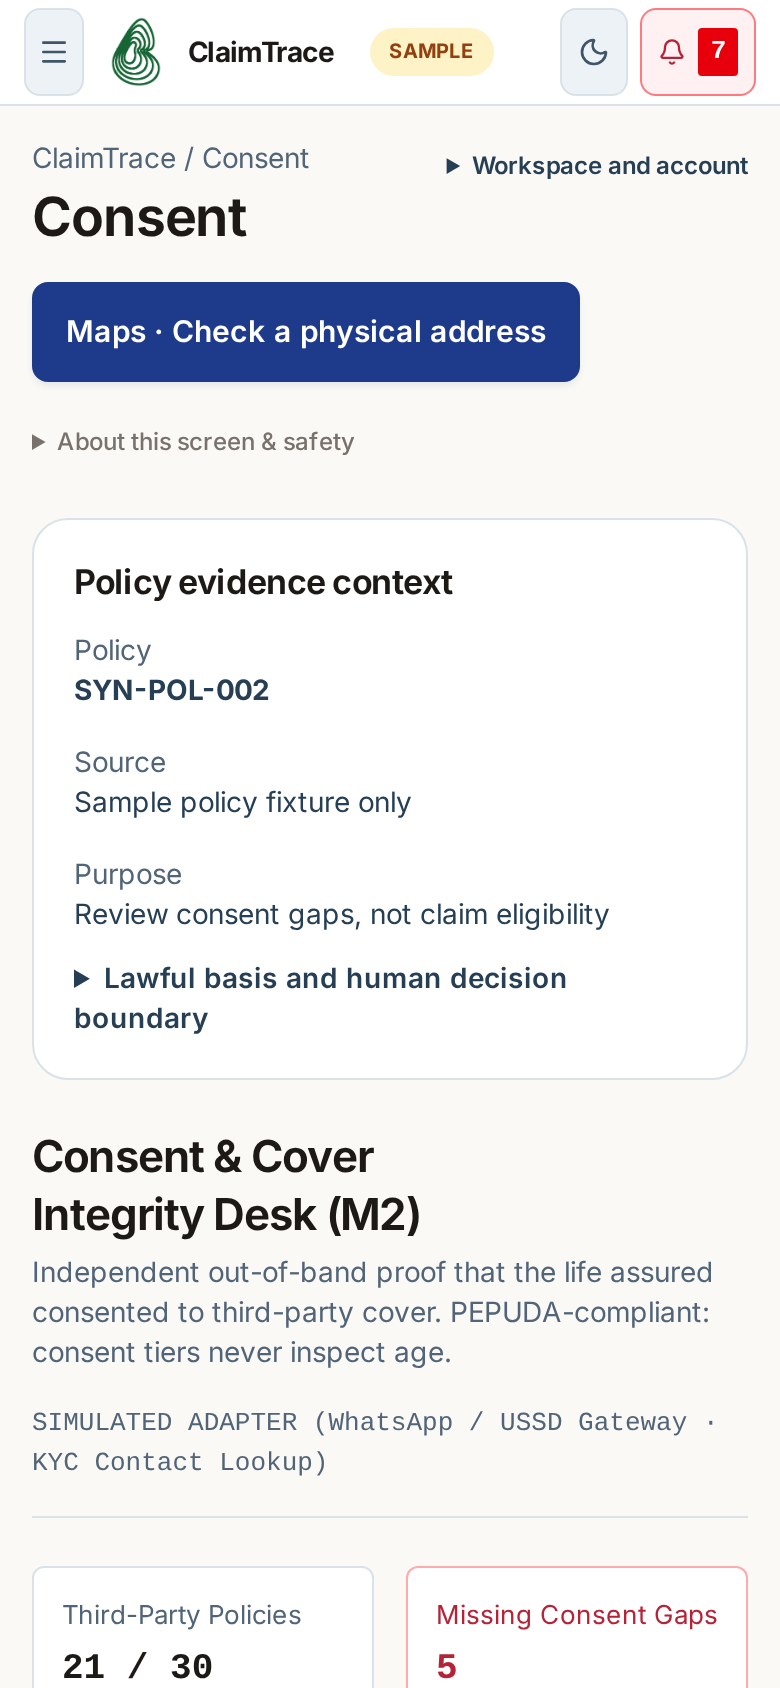 ClaimTrace
SAMPLE
7
ClaimTrace / Consent
▶ Workspace and account
Consent
Maps · Check a physical address
▶ About this screen & safety
Policy evidence context
Policy
SYN-POL-002
Source
Sample policy fixture only
Purpose
Review consent gaps, not claim eligibility
▶ Lawful basis and human decision
boundary
Consent & Cover
Integrity Desk (M2)
Independent out-of-band proof that the life assured
consented to third-party cover. PEPUDA-compliant:
consent tiers never inspect age.
SIMULATED ADAPTER (WhatsApp / USSD Gateway ·
KYC Contact Lookup)
Third-Party Policies
21 / 30
Missing Consent Gaps
5